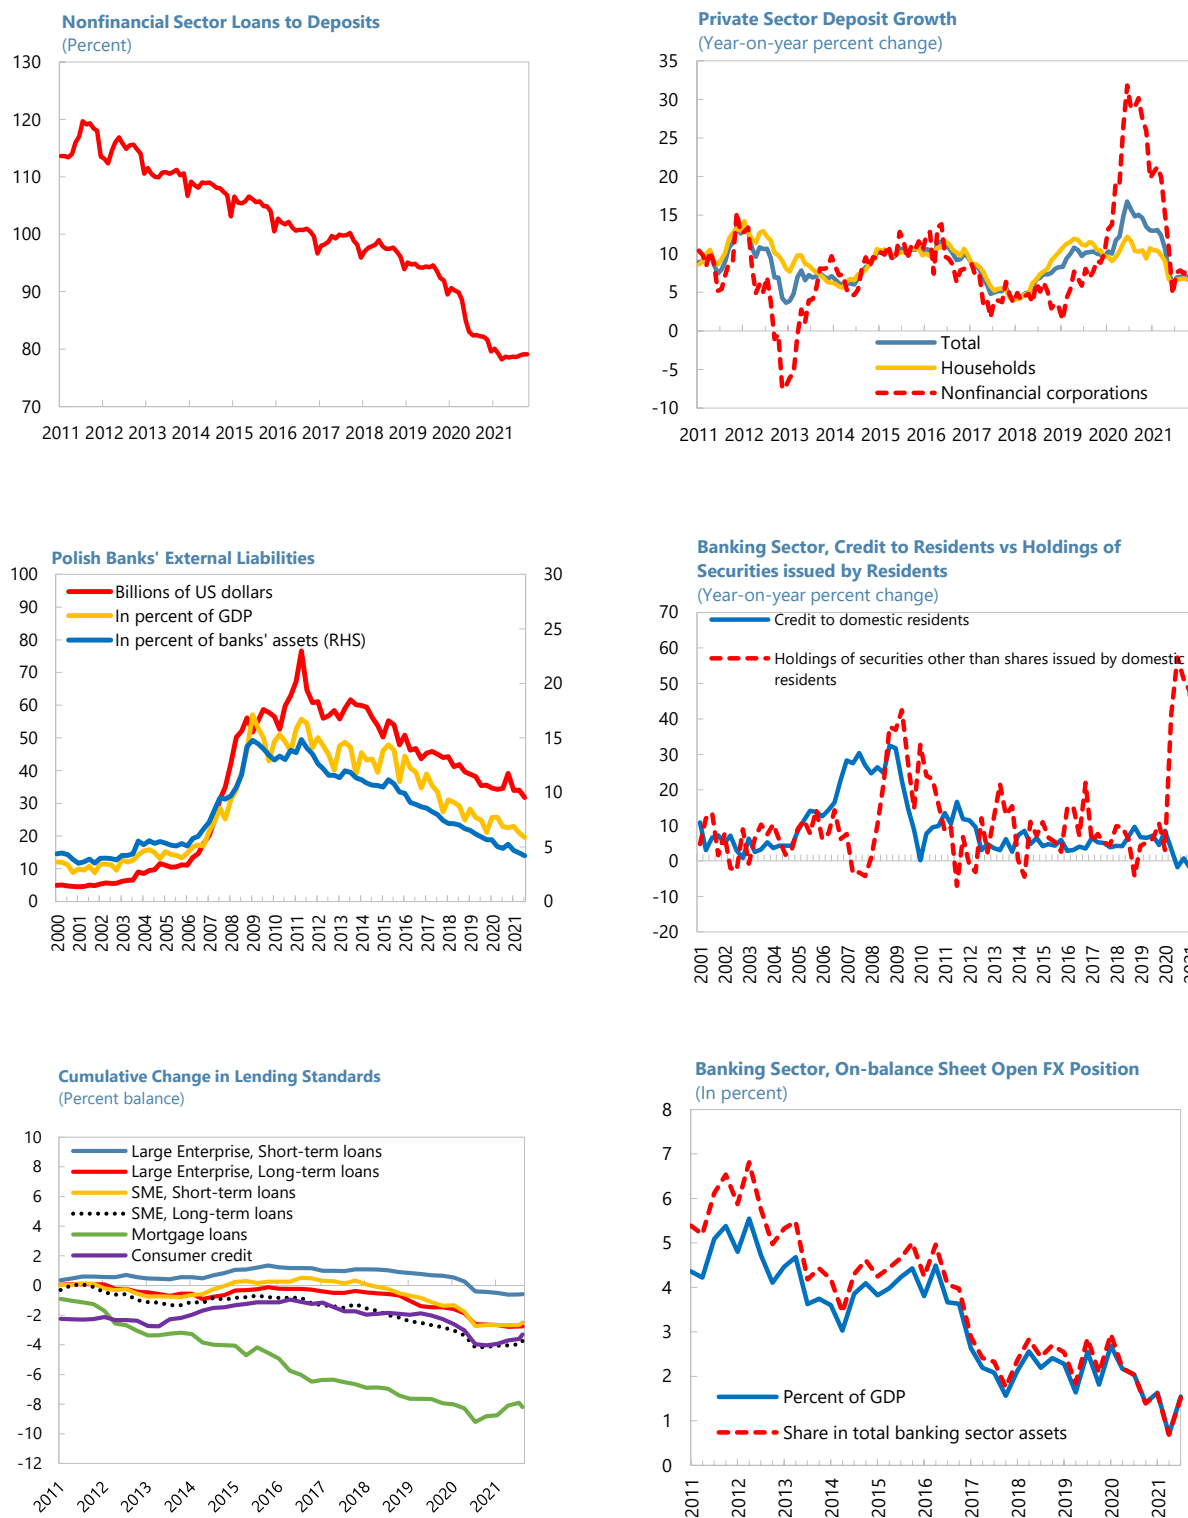 Nonfinancial Sector Loans to Deposits
(Percent)
130
120
110
100
90
80
70
2011 2012 2013 2014 2015 2016 2017 2018 2019 2020 2021
Private Sector Deposit Growth
(Year-on-year percent change)
35
30
25
20
15
10
5
0
-5
-10
Total
Households
Nonfinancial corporations
2011 2012 2013 2014 2015 2016 2017 2018 2019 2020 2021
Polish Banks' External Liabilities
100
90
80
70
60
50
40
30
20
10
0
30
25
20
15
10
5
0
Billions of US dollars
In percent of GDP
In percent of banks' assets (RHS)
2000 2001 2002 2003 2004 2005 2006 2007 2008 2009 2010 2011 2012 2013 2014 2015 2016 2017 2018 2019 2020 2021
Banking Sector, Credit to Residents vs Holdings of
Securities issued by Residents
(Year-on-year percent change)
70
60
50
40
30
20
10
0
-10
-20
Credit to domestic residents
Holdings of securities other than shares issued by domestic
residents
2001 2002 2003 2004 2005 2006 2007 2008 2009 2010 2011 2012 2013 2014 2015 2016 2017 2018 2019 2020 2021
Cumulative Change in Lending Standards
(Percent balance)
10
8
6
4
2
0
-2
-4
-6
-8
-10
-12
Large Enterprise, Short-term loans
Large Enterprise, Long-term loans
SME, Short-term loans
SME, Long-term loans
Mortgage loans
Consumer credit
2011 2012 2013 2014 2015 2016 2017 2018 2019 2020 2021
Banking Sector, On-balance Sheet Open FX Position
(In percent)
8
7
6
5
4
3
2
1
0
Percent of GDP
Share in total banking sector assets
2011 2012 2013 2014 2015 2016 2017 2018 2019 2020 2021